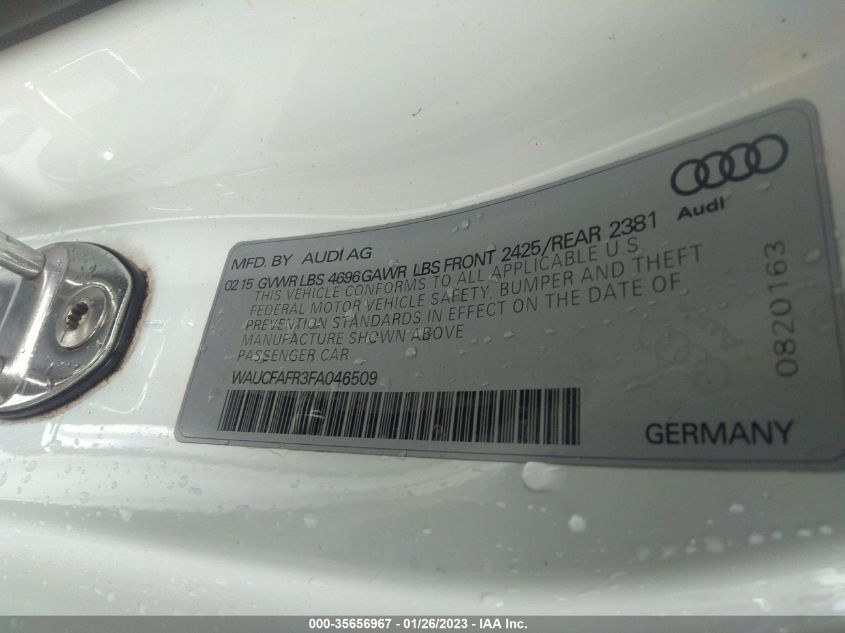 Audi
MFD. BY AUDI AG
0215 GVWR LBS 4696 GAWR LBS FRONT 2425/REAR 2381
THIS VEHICLE CONFORMS TO ALL APPLICABLE U.S.
FEDERAL MOTOR VEHICLE SAFETY, BUMPER AND THEFT
PREVENTION STANDARDS IN EFFECT ON THE DATE OF
MANUFACTURE SHOWN ABOVE
PASSENGER CAR
WAUCFAFR3FA046509
GERMANY
0820163
000-35656967 - 01/26/2023 - IAA Inc.